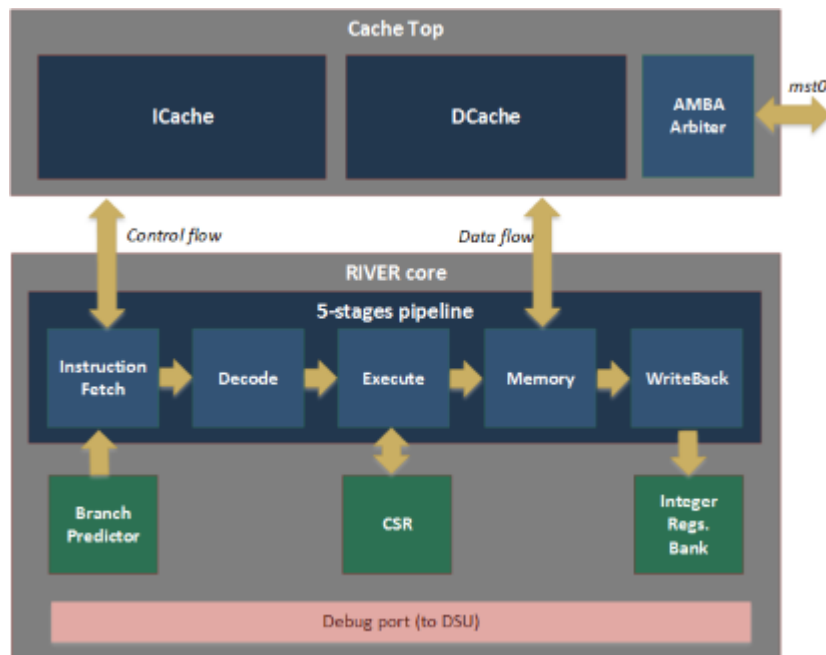 Cache Top
ICache
DCache
AMBA
Arbiter
mst0
Control flow
Data flow
RIVER core
5-stages pipeline
Instruction
Fetch
Decode
Execute
Memory
WriteBack
Branch
Predictor
CSR
Integer
Regs.
Bank
Debug port (to DSU)